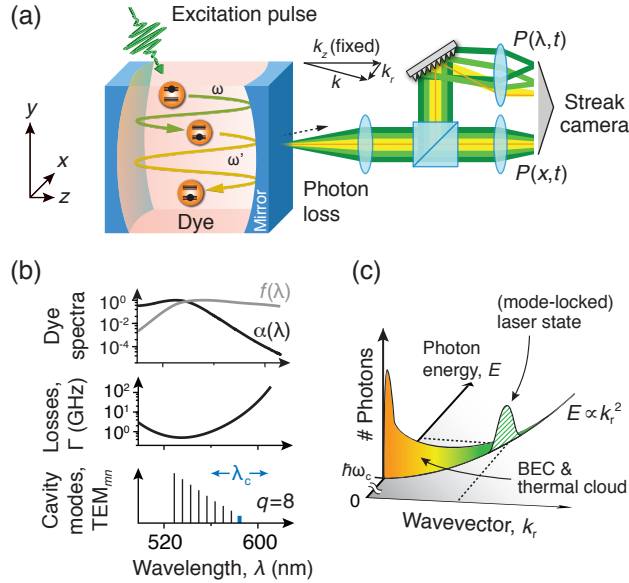 (a)
Excitation pulse
y
x
z
ω
ω'
Dye
Mirror
Photon
loss
k_z (fixed)
k
k_r
P(λ,t)
Streak
camera
P(x,t)
(b)
Dye
spectra
10^0
10^-2
10^-4
f(λ)
α(λ)
Losses,
Γ (GHz)
10^2
10^1
10^0
Cavity
modes,
TEM_mn
λ_c
q=8
520
600
Wavelength, λ (nm)
(c)
(mode-locked)
laser state
Photon
energy, E
# Photons
E ∝ k_r^2
ħω_c
0
BEC &
thermal cloud
Wavevector, k_r